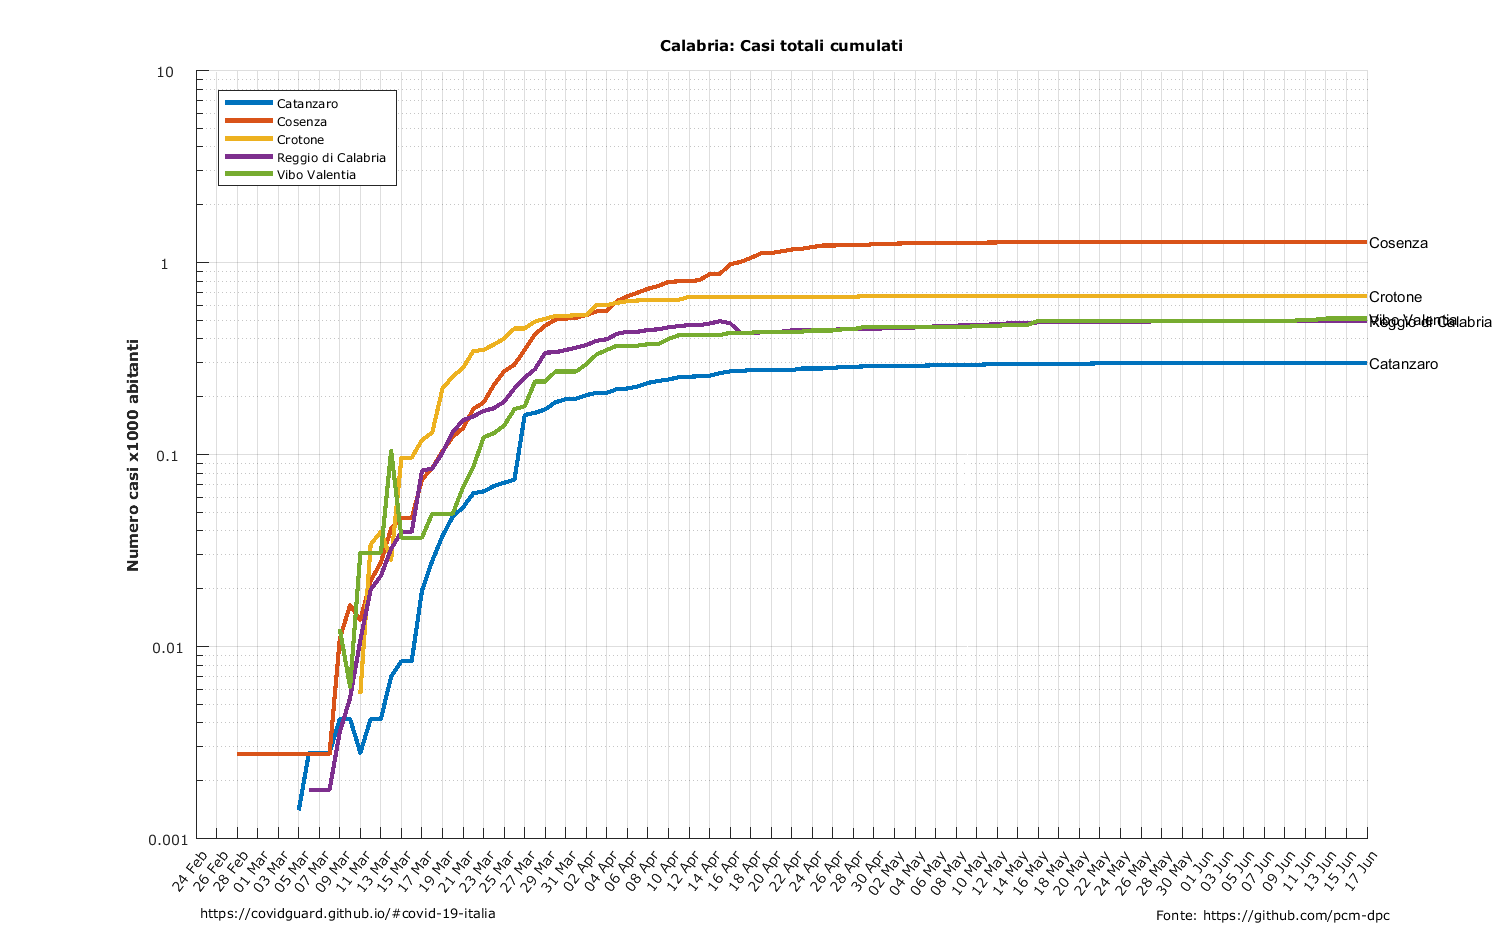 Calabria: Casi totali cumulati
10
1
0.1
0.01
0.001
Numero casi x1000 abitanti
Catanzaro
Cosenza
Crotone
Reggio di Calabria
Vibo Valentia
Cosenza
Crotone
Vibo Valentia
Reggio di Calabria
Catanzaro
24 Feb
26 Feb
28 Feb
01 Mar
03 Mar
05 Mar
07 Mar
09 Mar
11 Mar
13 Mar
15 Mar
17 Mar
19 Mar
21 Mar
23 Mar
25 Mar
27 Mar
29 Mar
31 Mar
02 Apr
04 Apr
06 Apr
08 Apr
10 Apr
12 Apr
14 Apr
16 Apr
18 Apr
20 Apr
22 Apr
24 Apr
26 Apr
28 Apr
30 Apr
02 May
04 May
06 May
08 May
10 May
12 May
14 May
16 May
18 May
20 May
22 May
24 May
26 May
28 May
30 May
01 Jun
03 Jun
05 Jun
07 Jun
09 Jun
11 Jun
13 Jun
15 Jun
17 Jun
https://covidguard.github.io/#covid-19-italia
Fonte: https://github.com/pcm-dpc